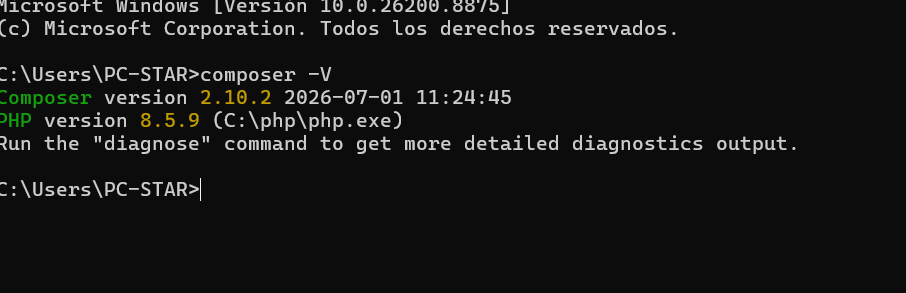 Microsoft Windows [Versión 10.0.26200.8875]
(c) Microsoft Corporation. Todos los derechos reservados.
C:\Users\PC-STAR>composer -V
Composer version 2.10.2 2026-07-01 11:24:45
PHP version 8.5.9 (C:\php\php.exe)
Run the "diagnose" command to get more detailed diagnostics output.
C:\Users\PC-STAR>